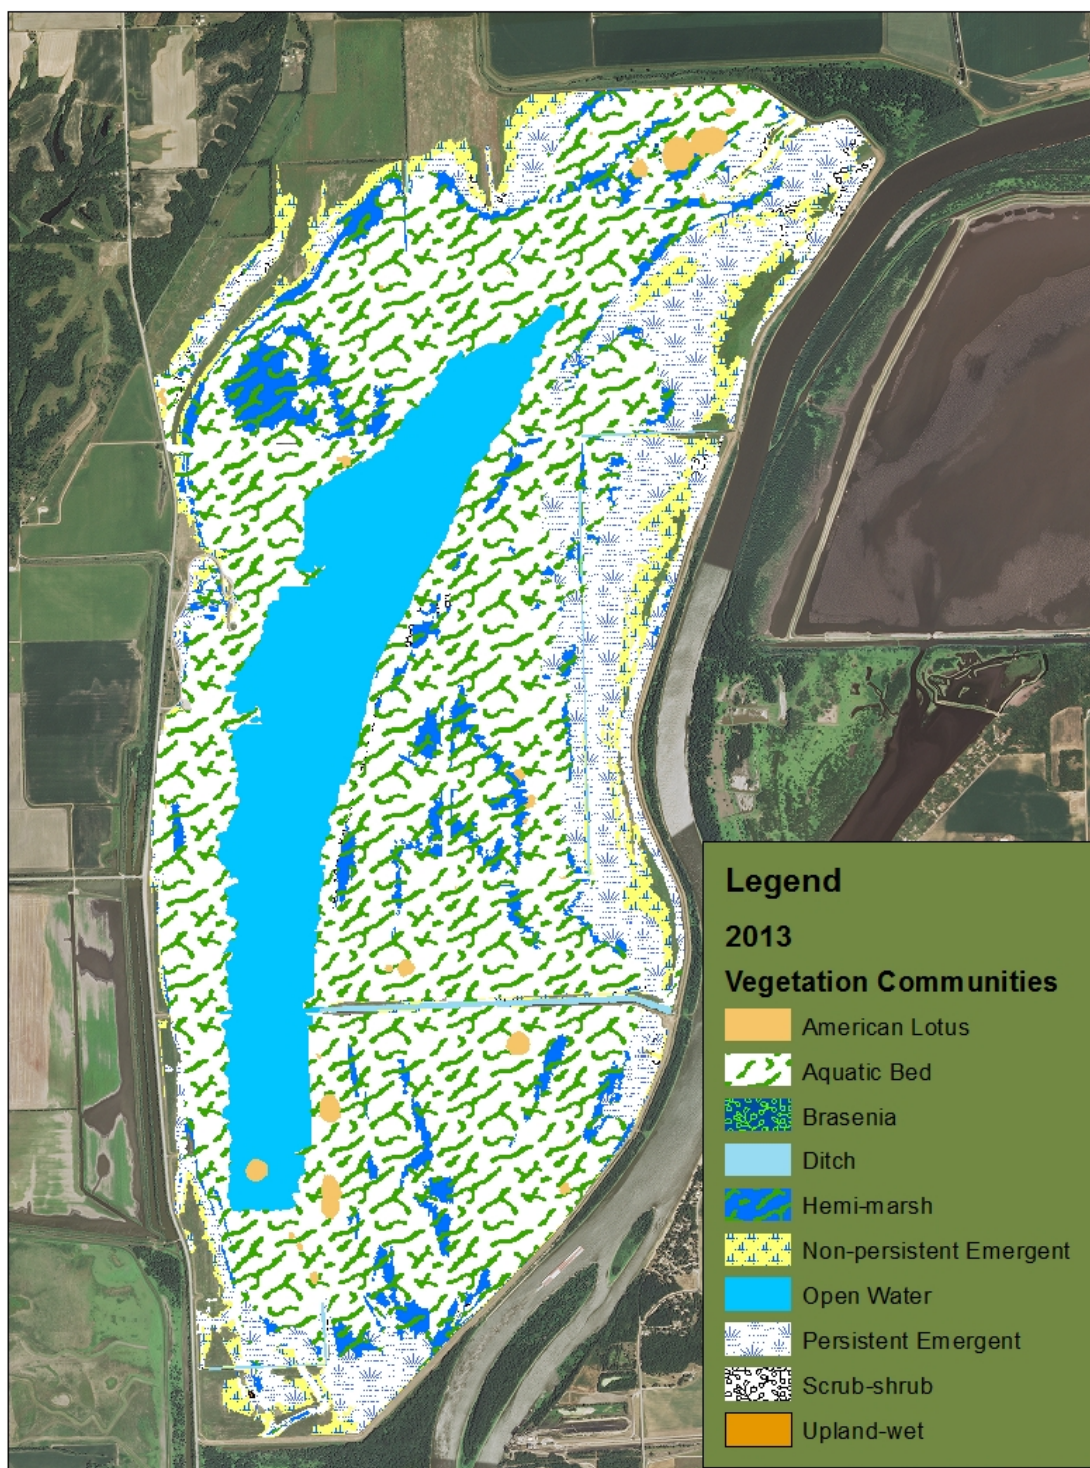 Legend
2013
Vegetation Communities
American Lotus
Aquatic Bed
Brasenia
Ditch
Hemi-marsh
Non-persistent Emergent
Open Water
Persistent Emergent
Scrub-shrub
Upland-wet